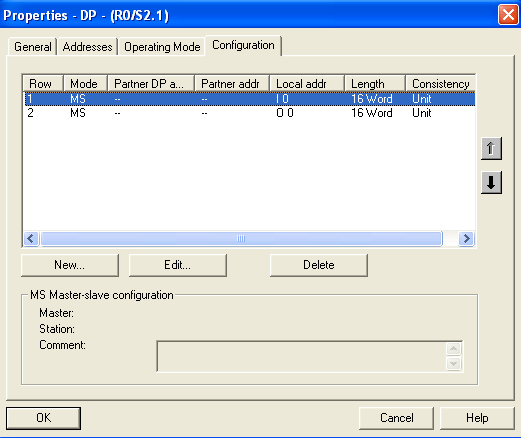 Properties - DP - (R0/S2.1)
General Addresses Operating Mode Configuration
Row Mode Partner DP a... Partner addr Local addr Length Consistency
1 MS -- -- I 0 16 Word Unit
2 MS -- -- O 0 16 Word Unit
New... Edit... Delete
MS Master-slave configuration
Master:
Station:
Comment:
OK Cancel Help